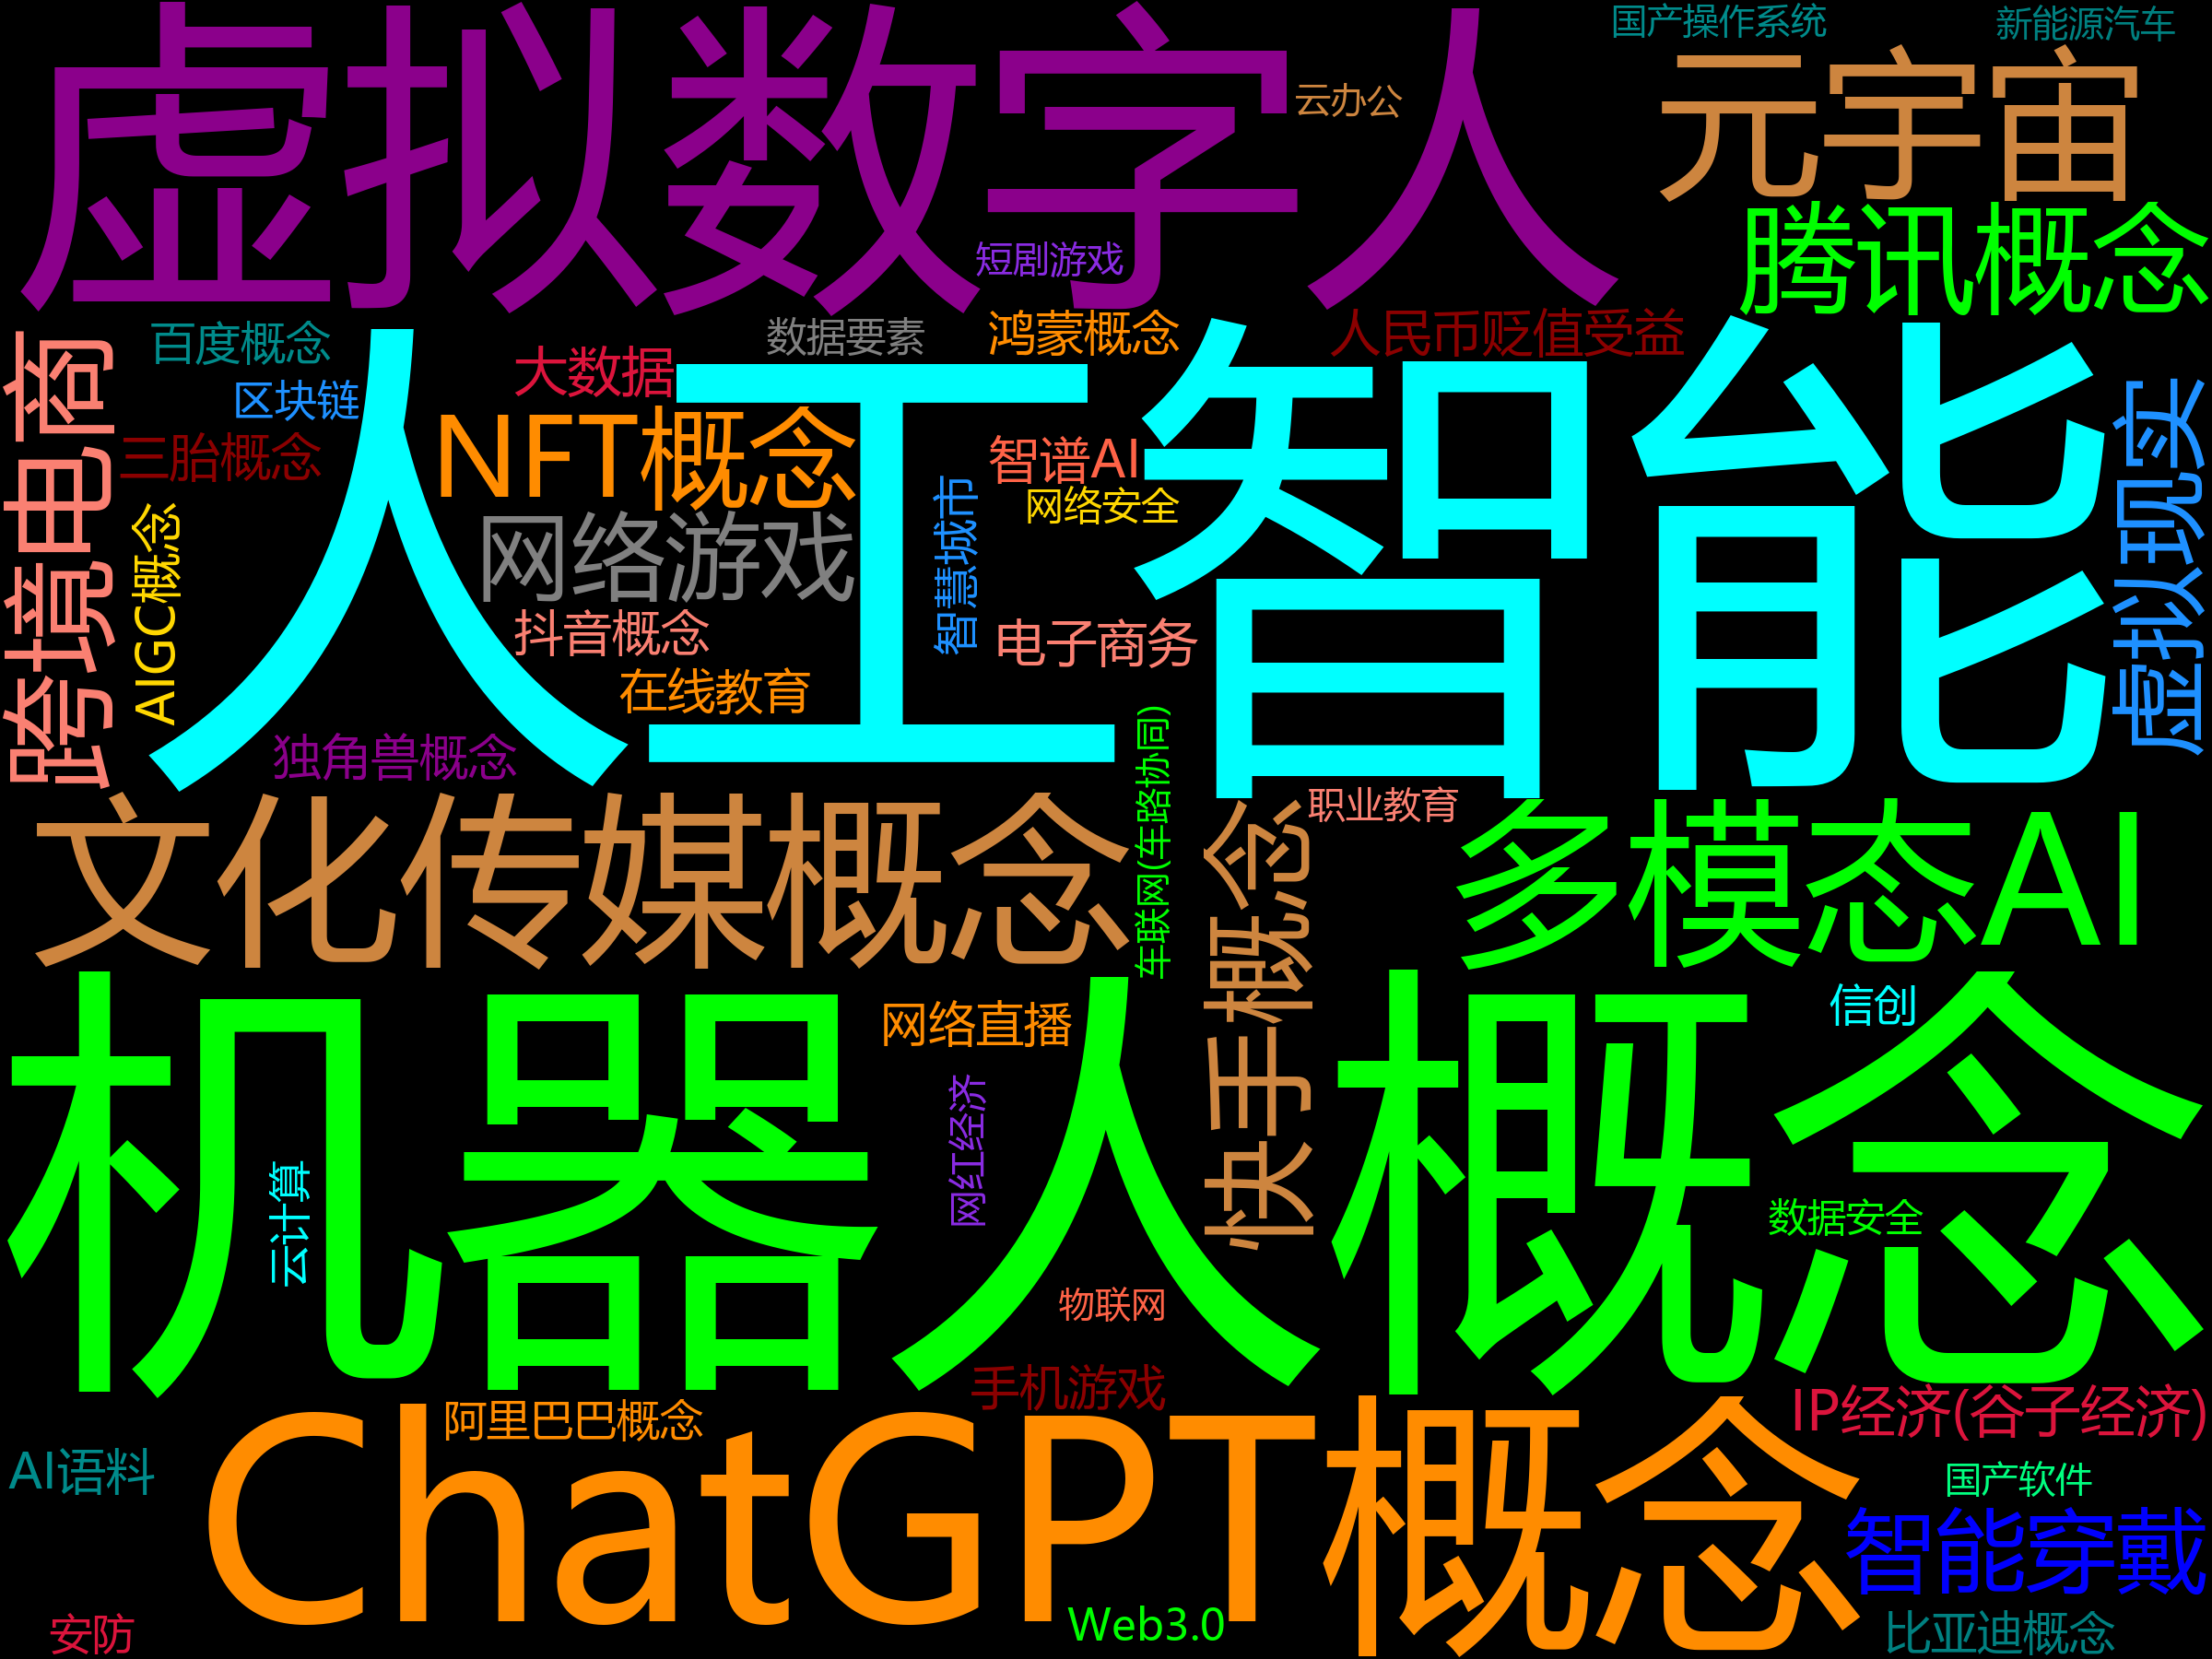 国产操作系统
新能源汽车
虚拟数字人
云办公
元宇宙
短剧游戏
腾讯概念
百度概念
数据要素
鸿蒙概念
人民币贬值受益
跨境电商
区块链
大数据
人工智能
虚拟现实
三胎概念
NFT概念
智谱AI
网络安全
AIGC概念
网络游戏
智慧城市
抖音概念
电子商务
在线教育
独角兽概念
车联网(车路协同)
职业教育
文化传媒概念
快手概念
多模态AI
机器人概念
网络直播
信创
网红经济
云计算
数据安全
物联网
手机游戏
IP经济(谷子经济)
阿里巴巴概念
AI语料
ChatGPT概念
国产软件
智能穿戴
Web3.0
安防
比亚迪概念